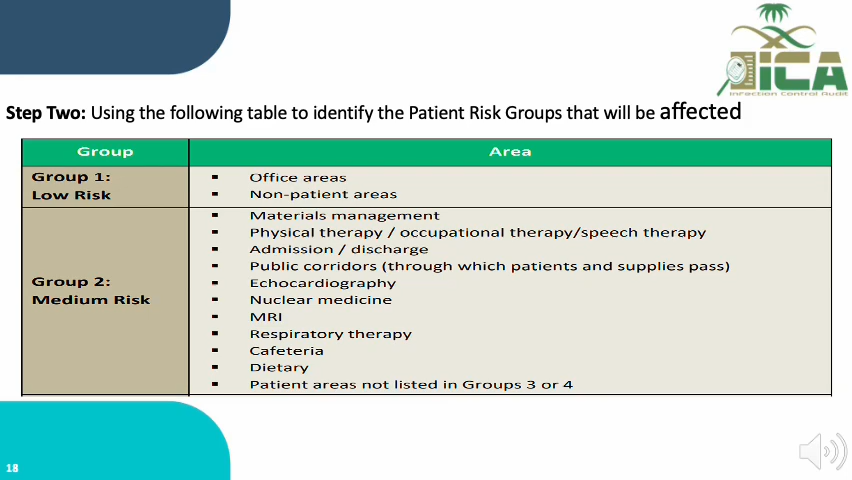 iCA
Infection Control Audit
Step Two: Using the following table to identify the Patient Risk Groups that will be affected
Group Area
Group 1:
Low Risk
▪ Office areas
▪ Non-patient areas
Group 2:
Medium Risk
▪ Materials management
▪ Physical therapy / occupational therapy/speech therapy
▪ Admission / discharge
▪ Public corridors (through which patients and supplies pass)
▪ Echocardiography
▪ Nuclear medicine
▪ MRI
▪ Respiratory therapy
▪ Cafeteria
▪ Dietary
▪ Patient areas not listed in Groups 3 or 4
18